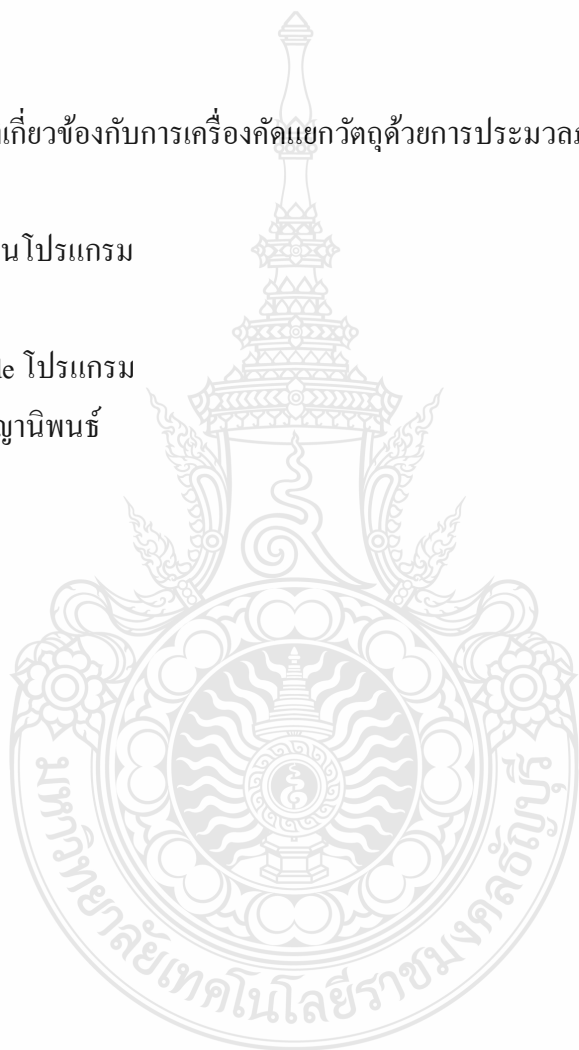 เกี่ยวข้องกับการเครื่องคัดแยกวัตถุด้วยการประมวล
นโปรแกรม
le โปรแกรม
ญานิพนธ์
มหาวิทยาลัยเทคโนโลยีราชมงคลธัญบุรี